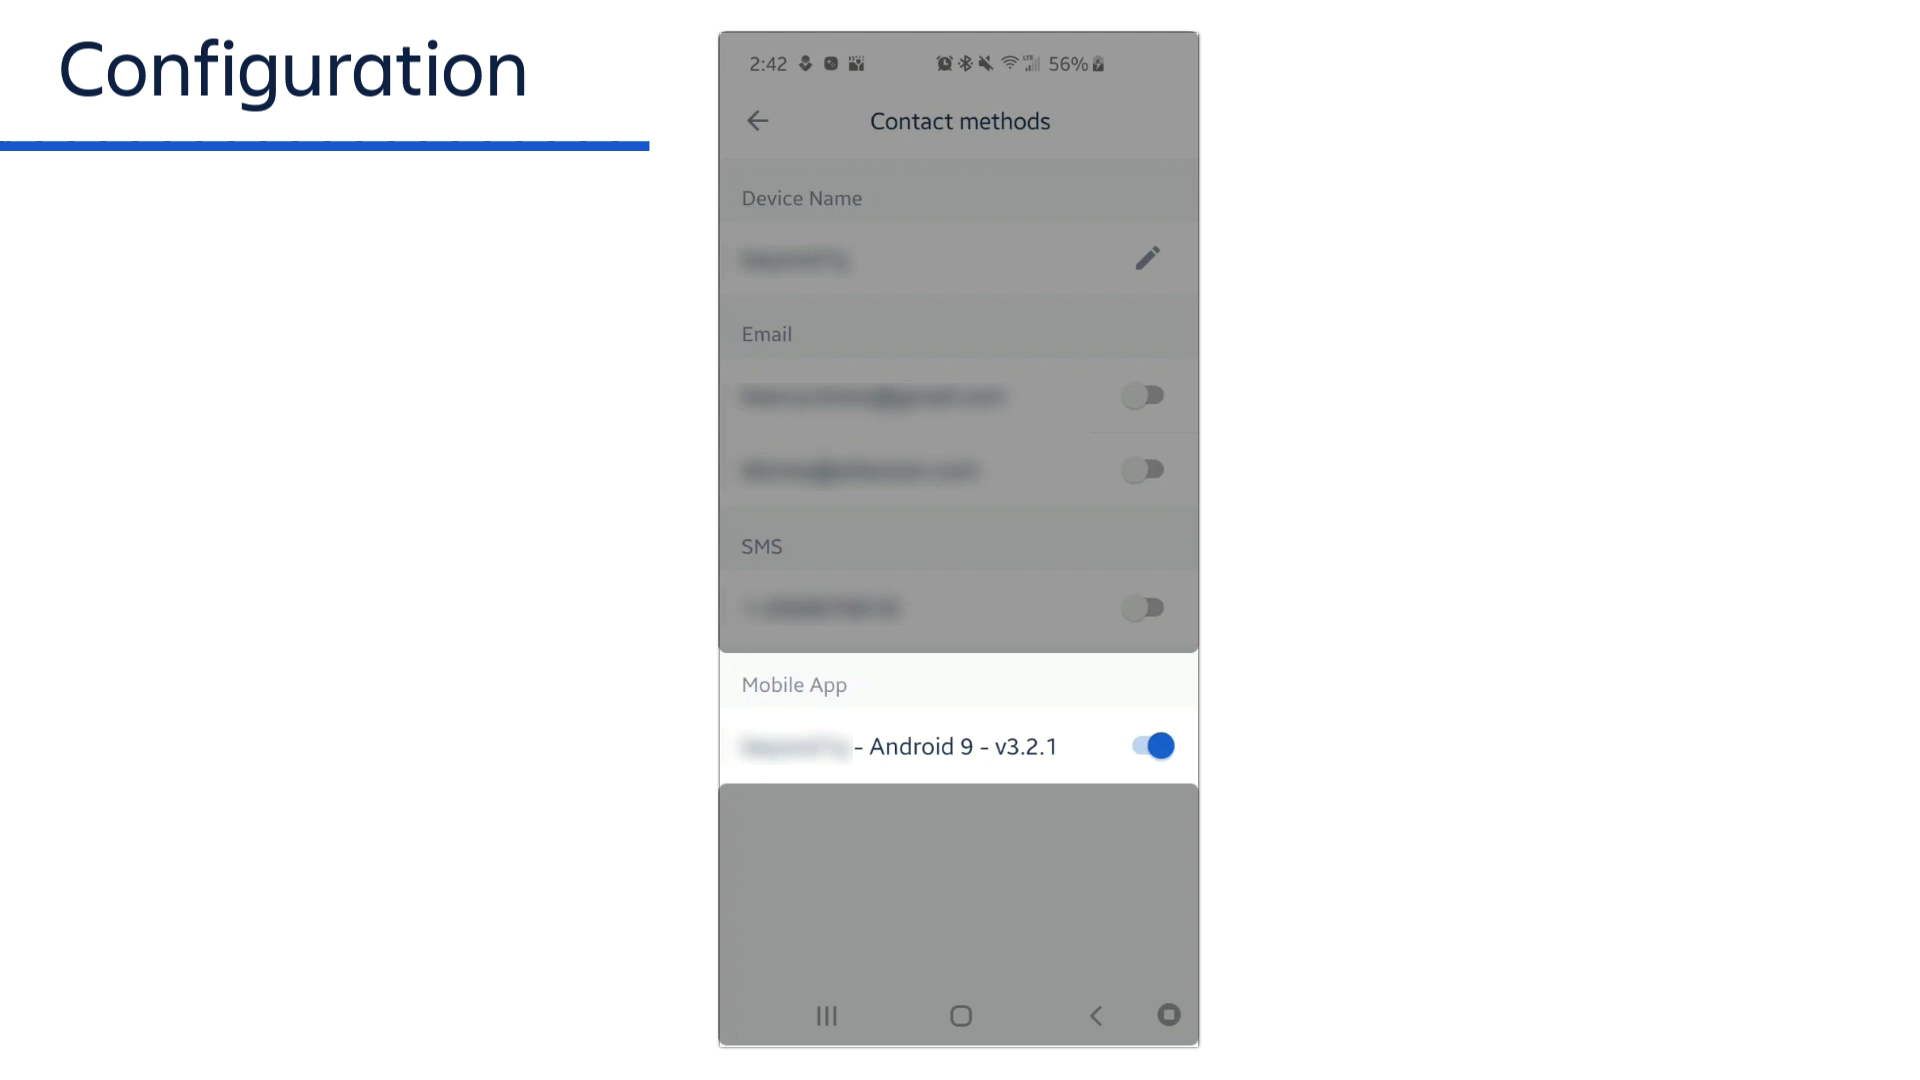 Configuration
2:42
56%
Contact methods
Device Name
Email
SMS
Mobile App
- Android 9 - v3.2.1